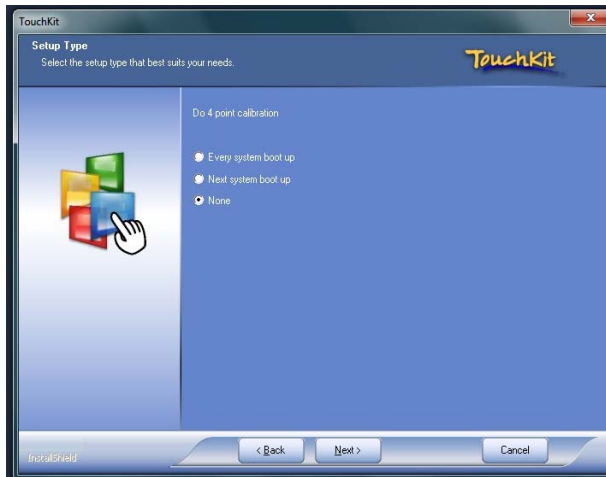 TouchKit
Setup Type
Select the setup type that best suits your needs.
TouchKit
Do 4 point calibration
Every system boot up
Next system boot up
None
InstallShield
< Back
Next >
Cancel